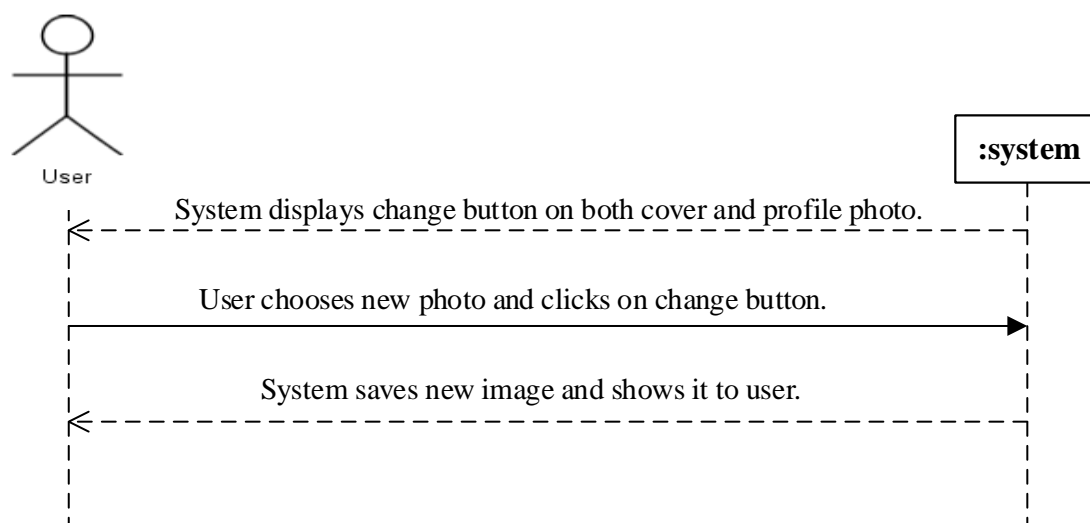 User
:system
System displays change button on both cover and profile photo.
User chooses new photo and clicks on change button.
System saves new image and shows it to user.